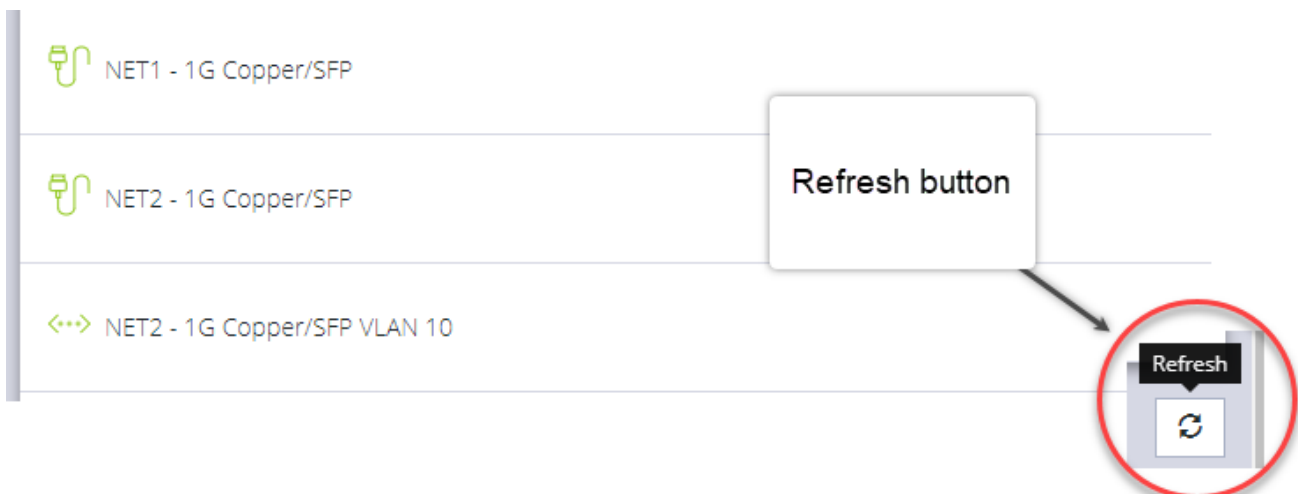 NET1 - 1G Copper/SFP
NET2 - 1G Copper/SFP
Refresh button
NET2 - 1G Copper/SFP VLAN 10
Refresh